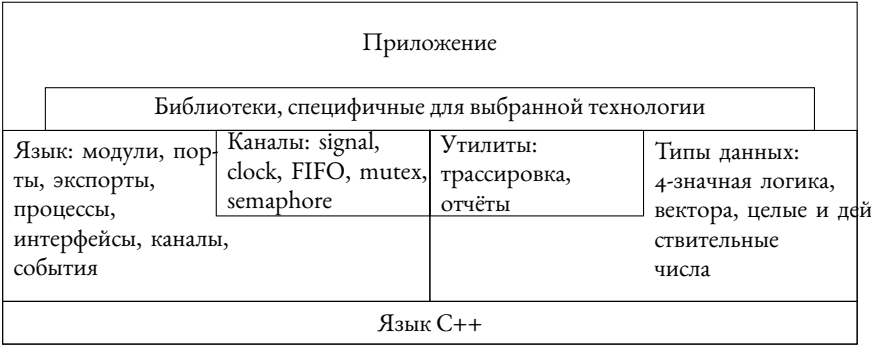 Приложение
Библиотеки, специфичные для выбранной технологии
Язык: модули, пор-
ты, экспорты,
процессы,
интерфейсы, каналы,
события
Каналы: signal,
clock, FIFO, mutex,
semaphore
Утилиты:
трассировка,
отчёты
Типы данных:
4-значная логика,
вектора, целые и дей
ствительные
числа
Язык C++